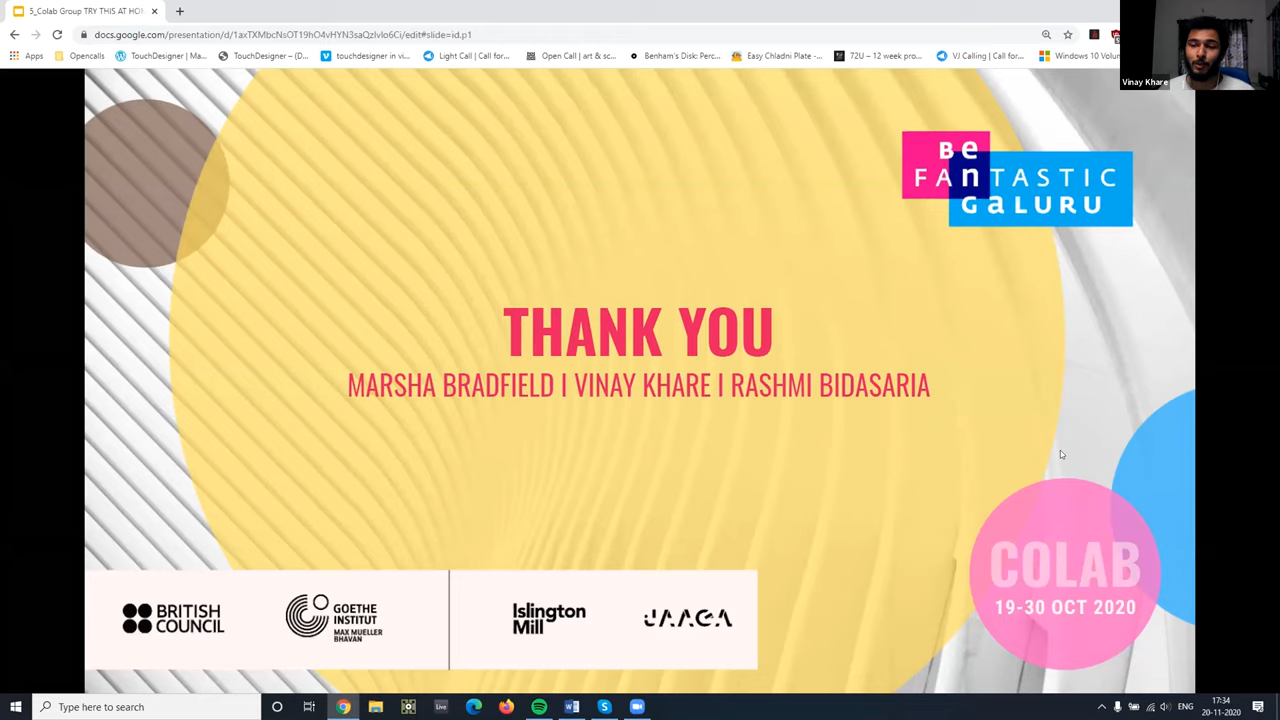 5_Colab Group TRY THIS AT HO
docs.google.com/presentation/d/1axTXMbcNsOT19hO4vHYN3saQzIvlo6Ci/edit#slide=id.p1
Apps
Opencalls
TouchDesigner | Ma...
TouchDesigner – (D...
touchdesigner in vi...
Light Call | Call for...
Open Call | art & sc...
Benham's Disk: Perc...
Easy Chladni Plate -...
72U – 12 week pro...
VJ Calling | Call for...
Windows 10 Volum
Vinay Khare
Be
FANTASTIC
GaLURU
THANK YOU
MARSHA BRADFIELD I VINAY KHARE I RASHMI BIDASARIA
COLAB
19-30 OCT 2020
BRITISH
COUNCIL
GOETHE
INSTITUT
MAX MUELLER
BHAVAN
Islington
Mill
JAAGA
Type here to search
Live
ENG
17:34
20-11-2020